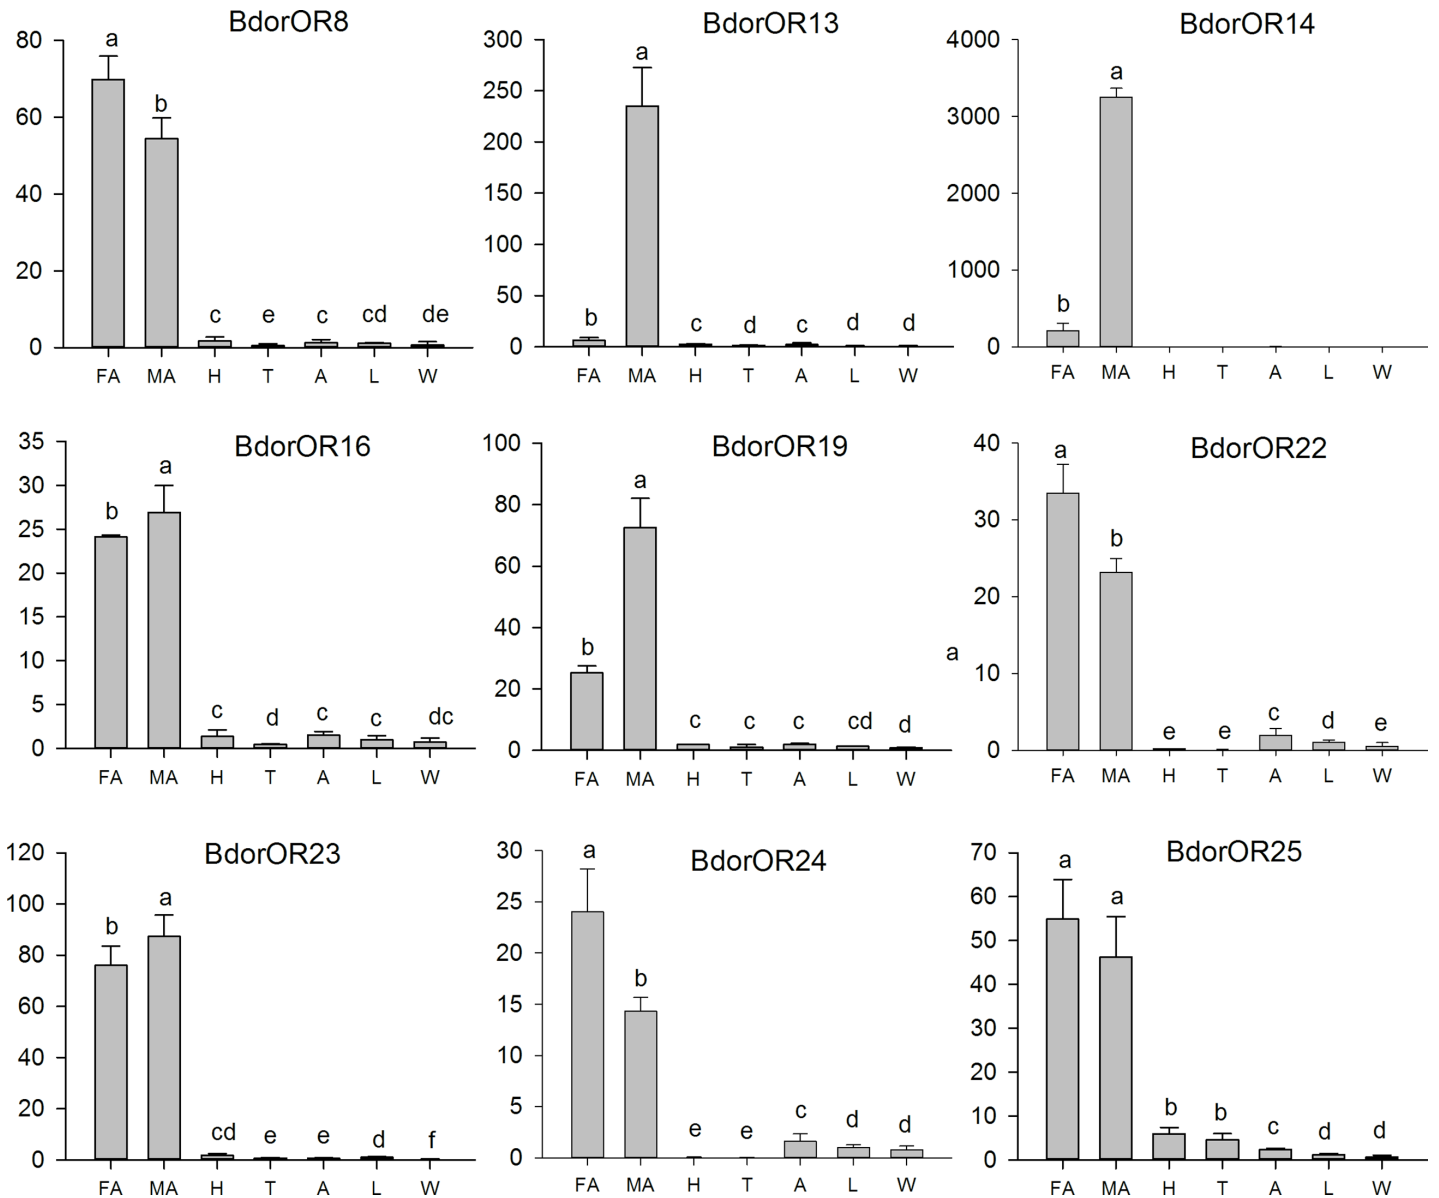 BdorOR8
80
60
40
20
0
a
b
c
e
c
cd
de
FA MA H T A L W
BdorOR13
300
250
200
150
100
50
0
b
a
c
d
c
d
d
FA MA H T A L W
BdorOR14
4000
3000
2000
1000
0
b
a
FA MA H T A L W
BdorOR16
35
30
25
20
15
10
5
0
b
a
c
d
c
c
dc
FA MA H T A L W
BdorOR19
100
80
60
40
20
0
b
a
c
c
c
cd
d
FA MA H T A L W
a
BdorOR22
40
30
20
10
0
a
b
e
e
c
d
e
FA MA H T A L W
BdorOR23
120
100
80
60
40
20
0
b
a
cd
e
e
d
f
FA MA H T A L W
BdorOR24
30
25
20
15
10
5
0
a
b
e
e
c
d
d
FA MA H T A L W
BdorOR25
70
60
50
40
30
20
10
0
a
a
b
b
c
d
d
FA MA H T A L W